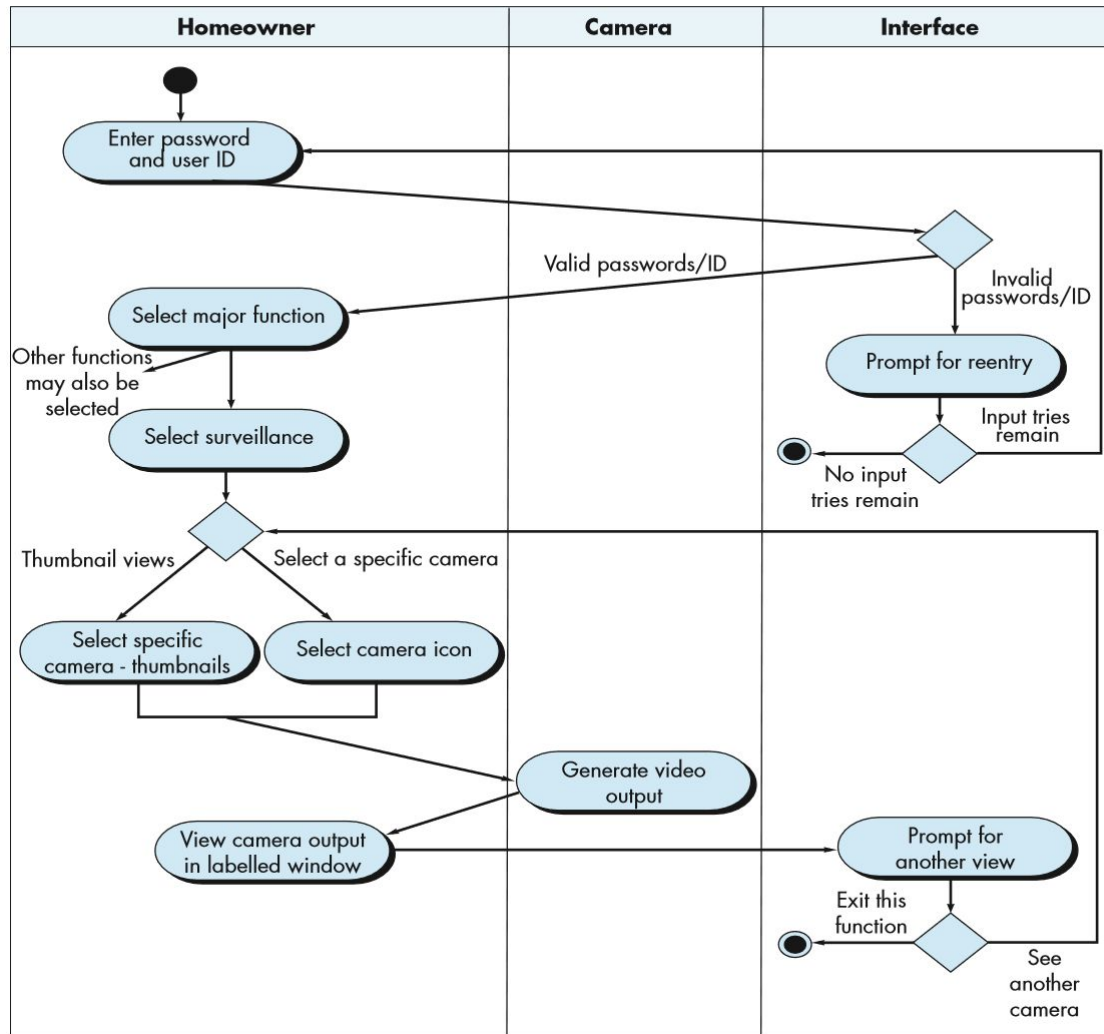 Homeowner
Camera
Interface
Enter password
and user ID
Valid passwords/ID
Invalid
passwords/ID
Select major function
Other functions
may also be
selected
Prompt for reentry
Select surveillance
Input tries
remain
No input
tries remain
Thumbnail views
Select a specific camera
Select specific
camera - thumbnails
Select camera icon
Generate video
output
View camera output
in labelled window
Prompt for
another view
Exit this
function
See
another
camera